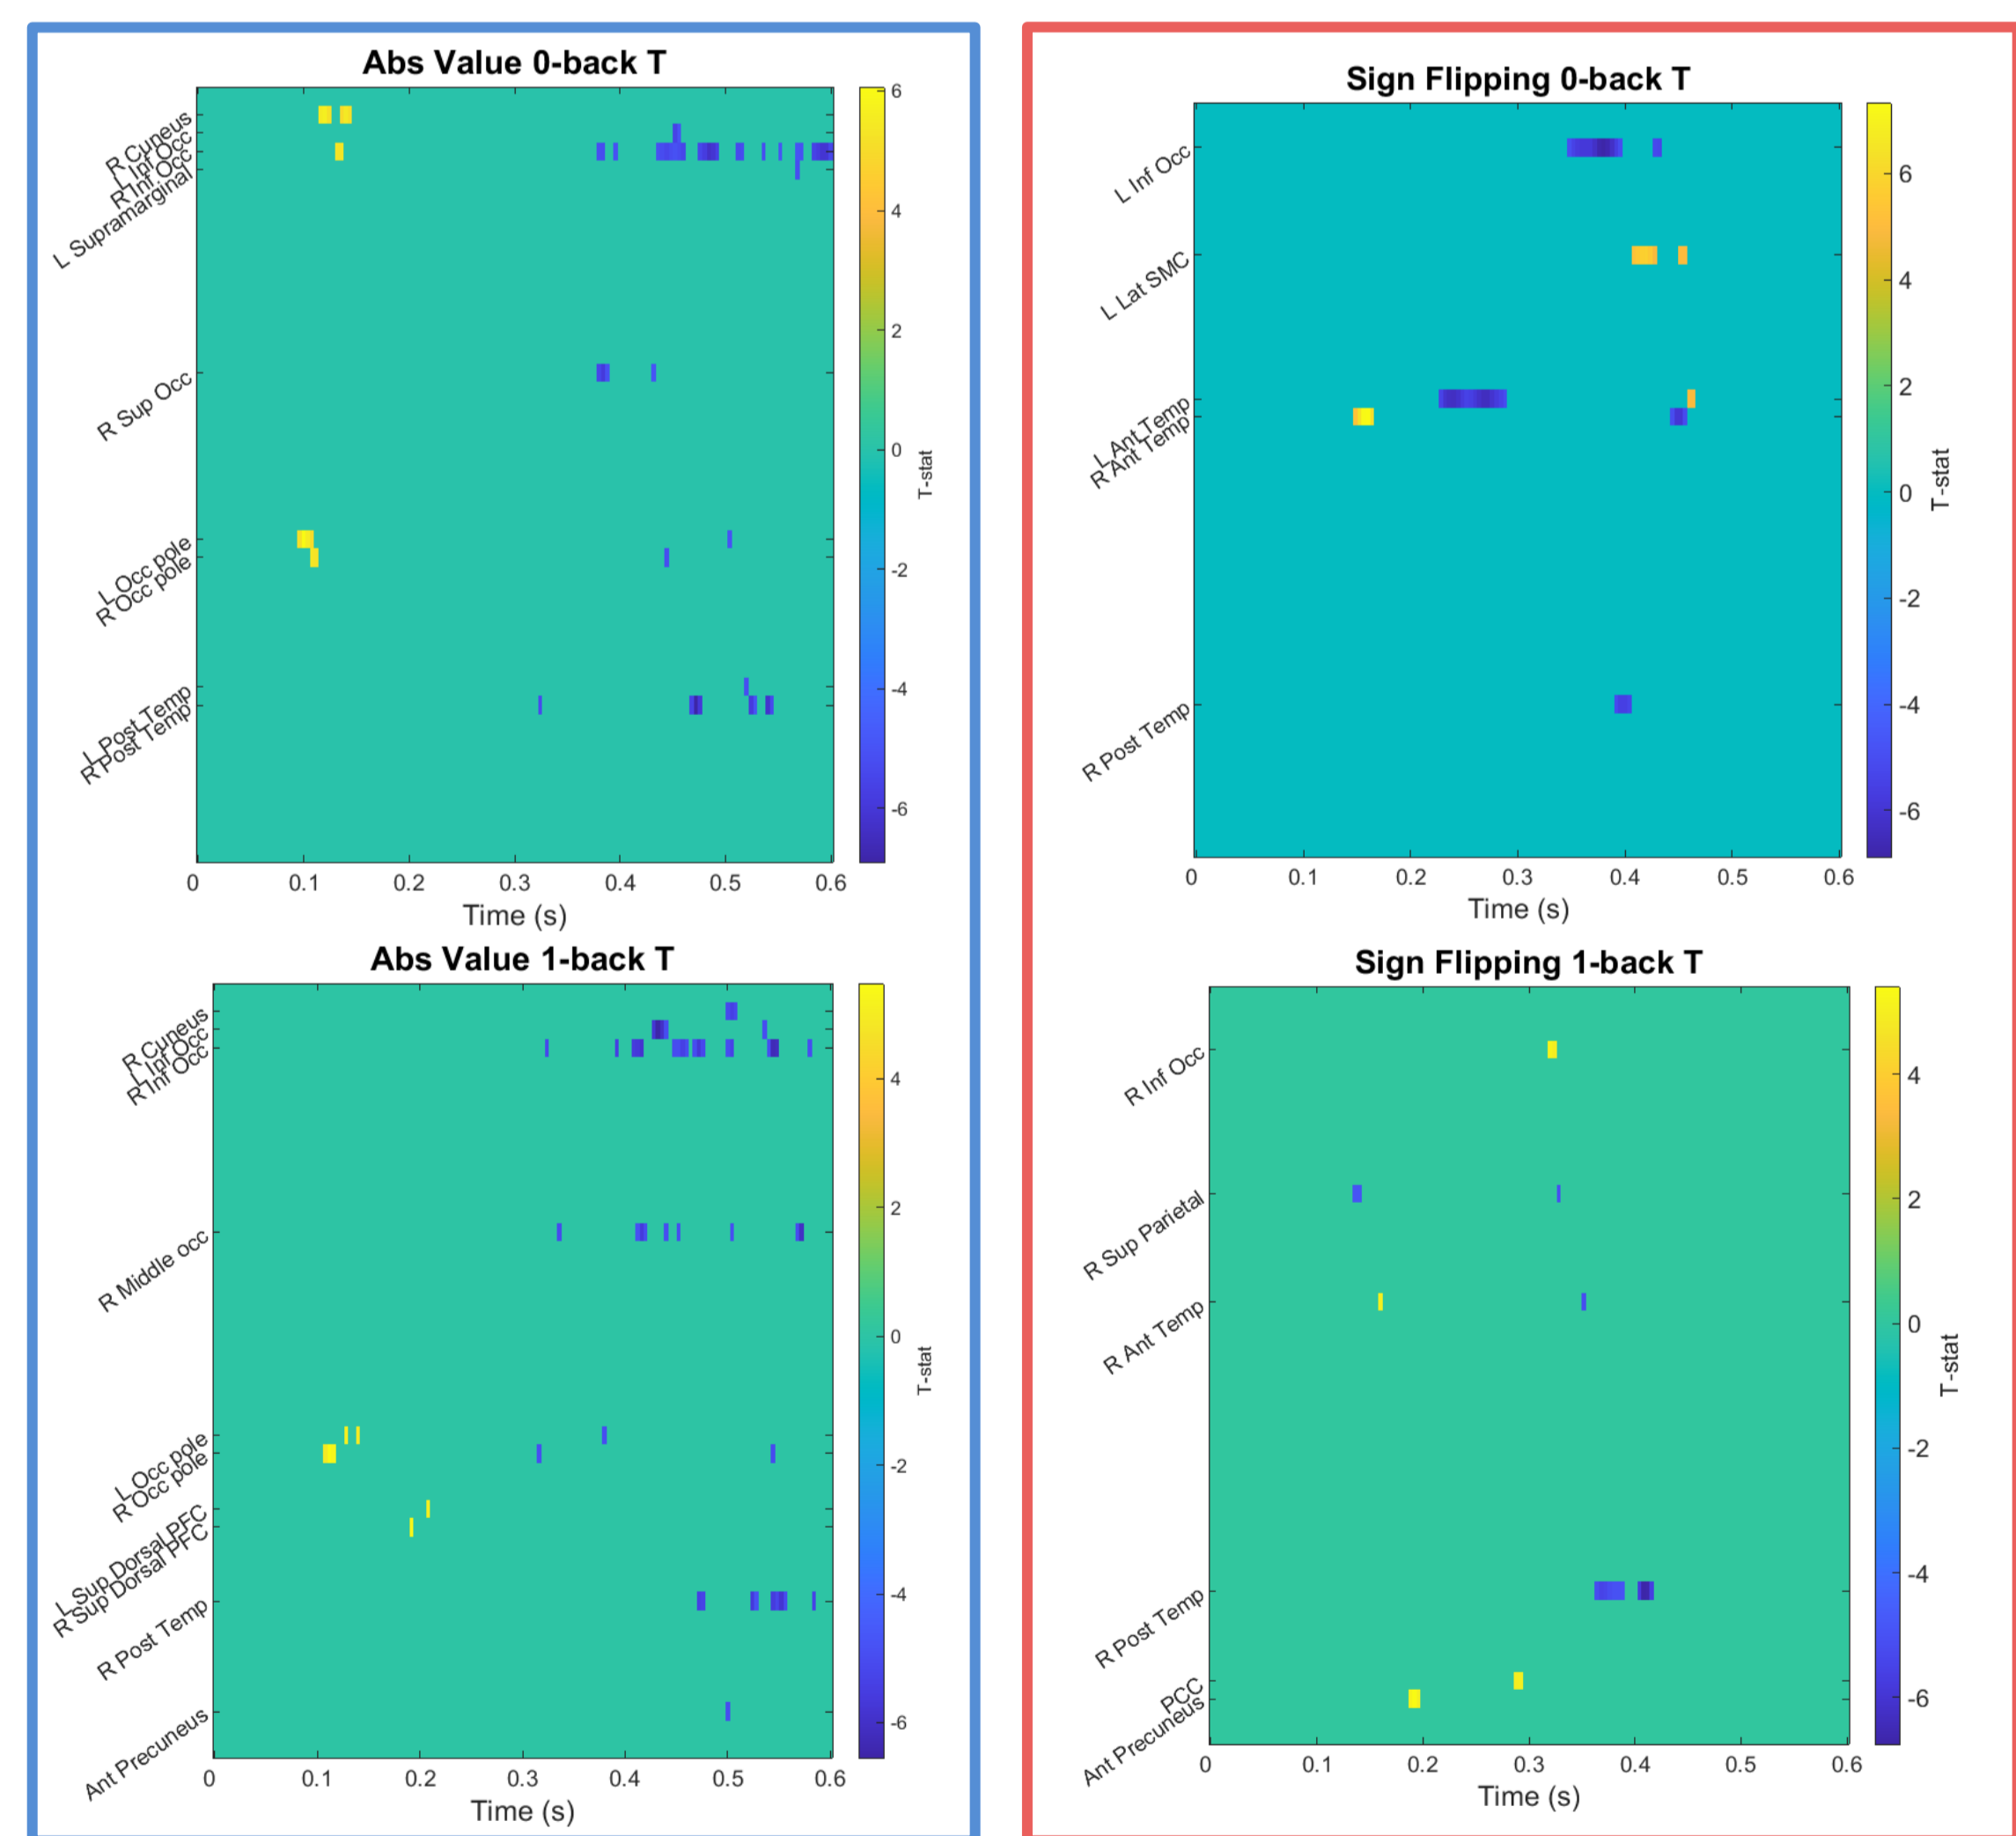 Abs Value 0-back T
R Cuneus
L Inf Occ
R Inf Occ
L Supramarginal
R Sup Occ
L Occ pole
R Occ pole
L Post Temp
R Post Temp
0 0.1 0.2 0.3 0.4 0.5 0.6
Time (s)
6
4
2
0
-2
-4
-6
T-stat
Sign Flipping 0-back T
L Inf Occ
L Lat SMC
L Ant Temp
R Ant Temp
R Post Temp
0 0.1 0.2 0.3 0.4 0.5 0.6
Time (s)
6
4
2
0
-2
-4
-6
T-stat
Abs Value 1-back T
R Cuneus
L Inf Occ
R Inf Occ
R Middle occ
L Occ pole
R Occ pole
L Sup Dorsal PFC
R Sup Dorsal PFC
R Post Temp
Ant Precuneus
0 0.1 0.2 0.3 0.4 0.5 0.6
Time (s)
4
2
0
-2
-4
-6
T-stat
Sign Flipping 1-back T
R Inf Occ
R Sup Parietal
R Ant Temp
R Post Temp
PCC
Ant Precuneus
0 0.1 0.2 0.3 0.4 0.5 0.6
Time (s)
4
2
0
-2
-4
-6
T-stat